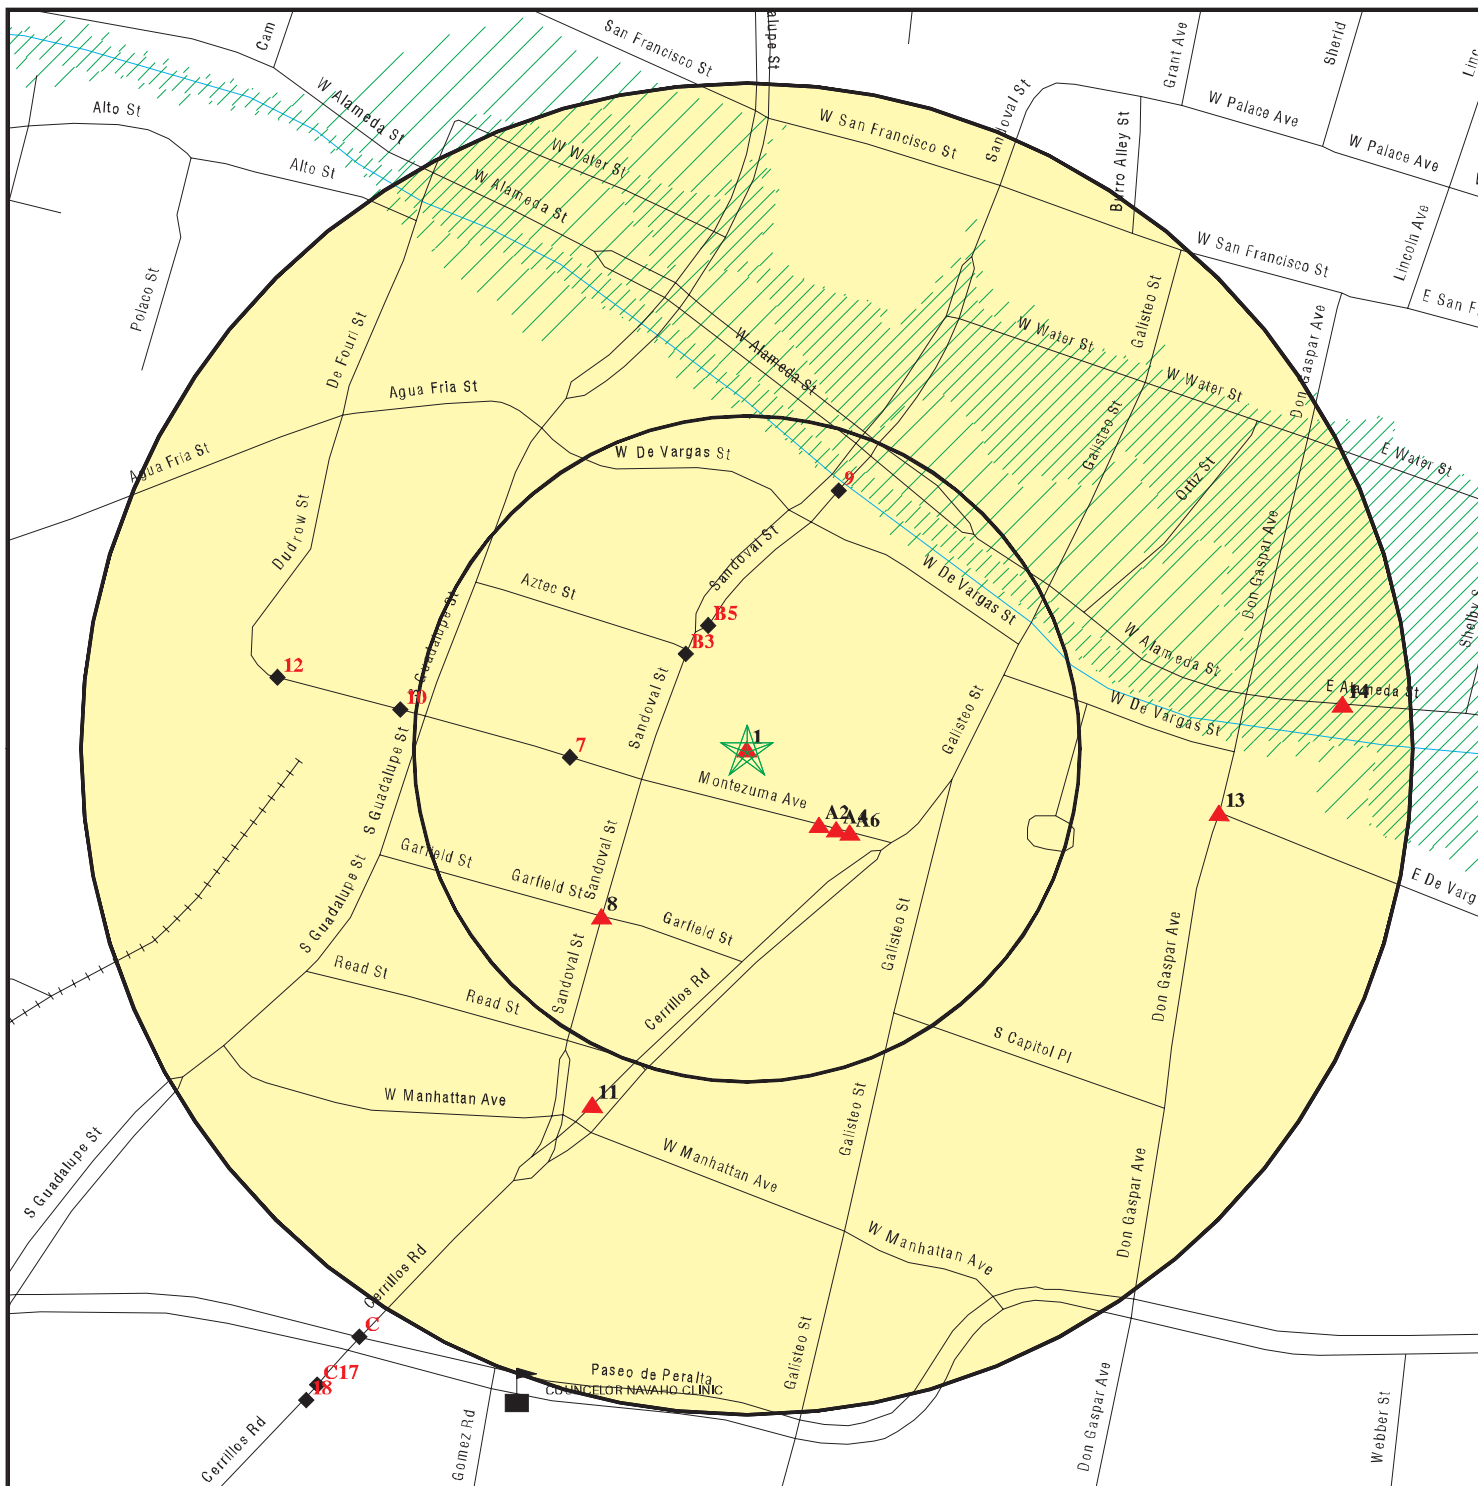 Cam
San Francisco St
alupe St
Grant Ave
Sherid
Linc
Alto St
W Alameda St
W San Francisco St
Sandoval St
W Palace Ave
W Palace Ave
Burro Alley St
Alto St
W Water St
W Alameda St
W San Francisco St
Lincoln Ave
E San F
Polaco St
De Fouri St
Galisteo St
W Water St
Don Gaspar Ave
W Alameda St
W Water St
Agua Fria St
Agua Fria St
W De Vargas St
Galisteo St
E Water St
Ortiz St
9
Dudrow St
Sandoval St
Aztec St
W De Vargas St
Don Gaspar Ave
Shelby S
B5
B3
S Guadalupe St
W Alameda St
12
10
Sandoval St
Galisteo St
E Alameda St
14
W De Vargas St
7
1
S Guadalupe St
Montezuma Ave
A2
A4
A6
13
Garfield St
Garfield St
Sandoval St
E De Varg
8
Garfield St
S Guadalupe St
Galisteo St
Don Gaspar Ave
Read St
Read St
Sandoval St
Cerrillos Rd
S Capitol Pl
W Manhattan Ave
11
Galisteo St
S Guadalupe St
W Manhattan Ave
Don Gaspar Ave
W Manhattan Ave
Cerrillos Rd
C
Galisteo St
C17
18
Paseo de Peralta
COUNCELOR NAVAHO CLINIC
Cerrillos Rd
Gomez Rd
Don Gaspar Ave
Webber St